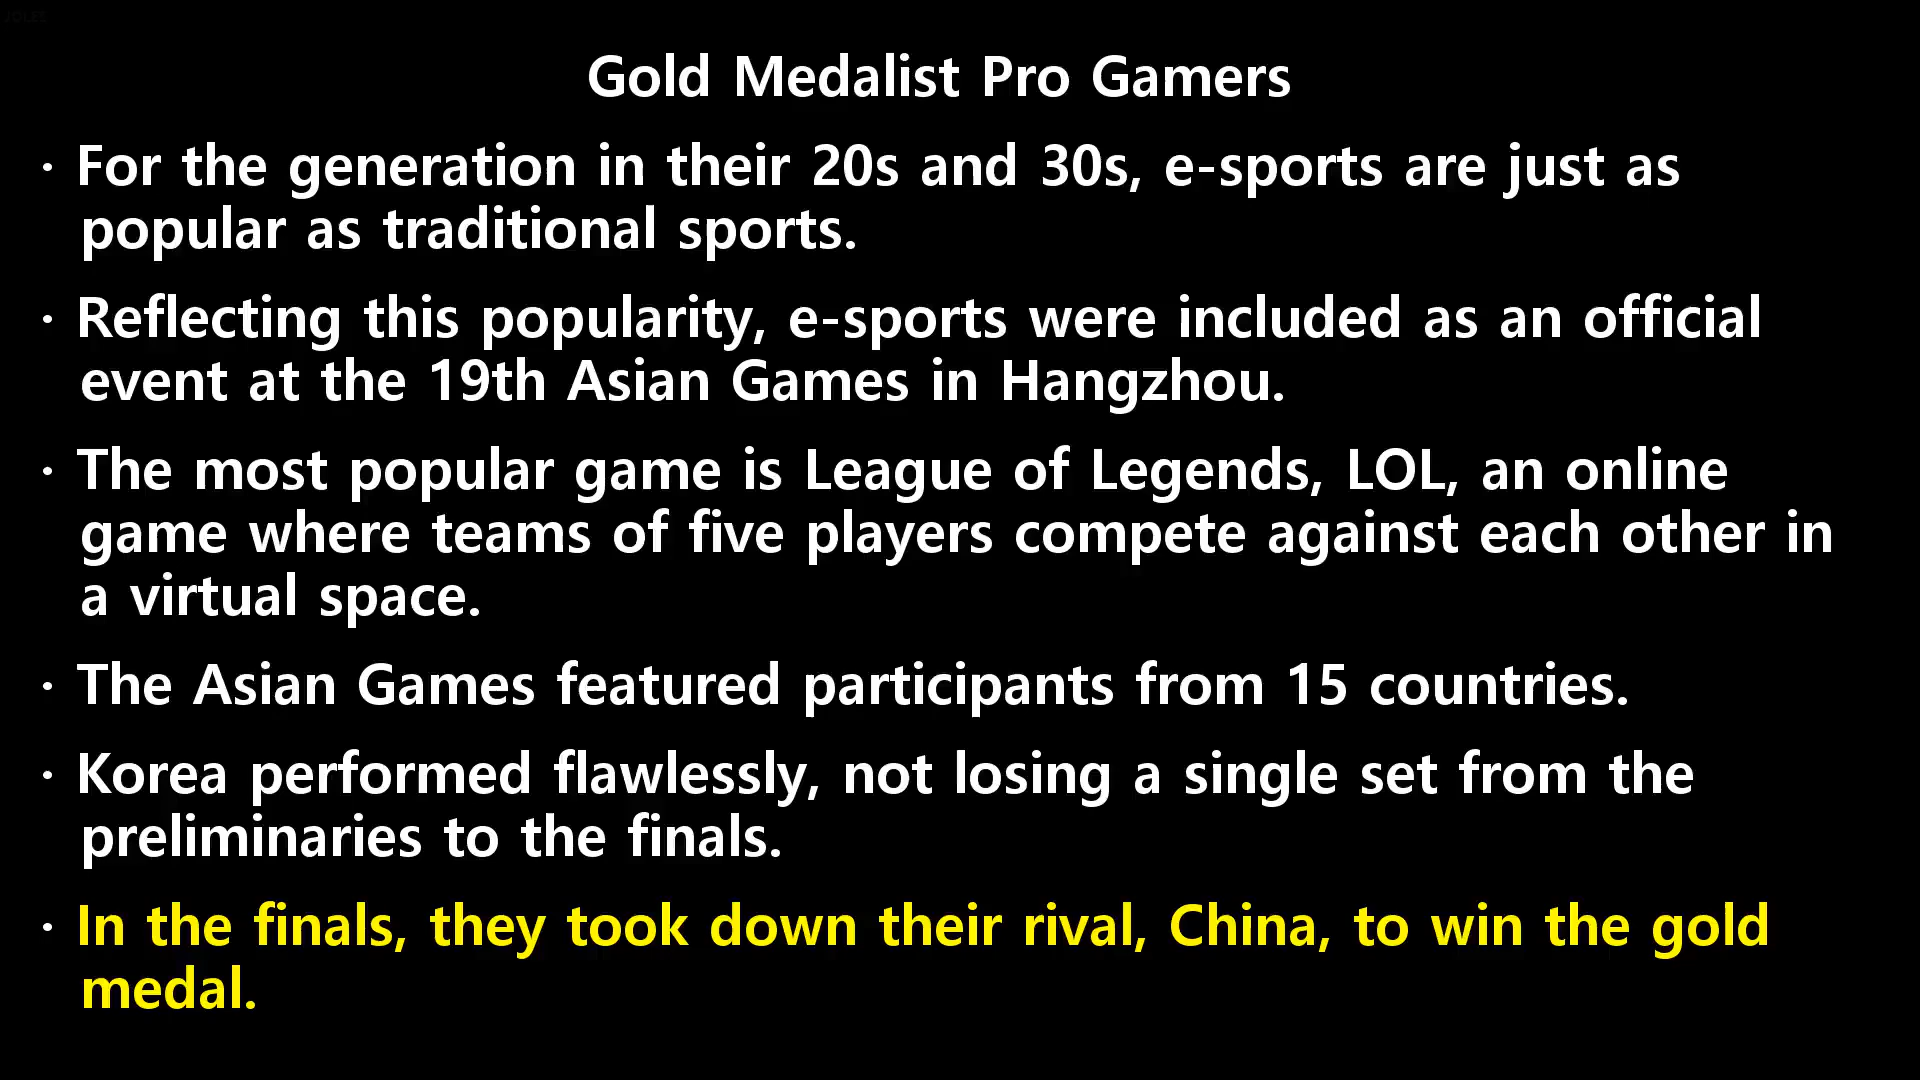 Gold Medalist Pro Gamers
· For the generation in their 20s and 30s, e-sports are just as
popular as traditional sports.
· Reflecting this popularity, e-sports were included as an official
event at the 19th Asian Games in Hangzhou.
· The most popular game is League of Legends, LOL, an online
game where teams of five players compete against each other in
a virtual space.
· The Asian Games featured participants from 15 countries.
· Korea performed flawlessly, not losing a single set from the
preliminaries to the finals.
· In the finals, they took down their rival, China, to win the gold
medal.